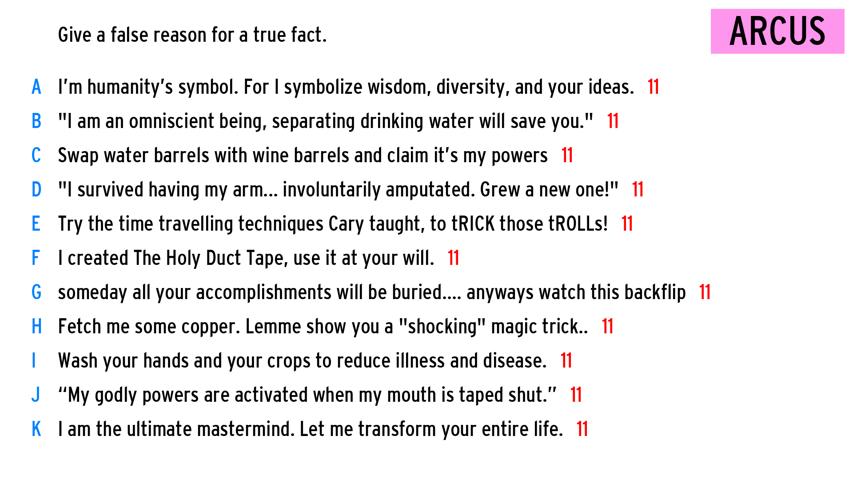 Give a false reason for a true fact.
ARCUS
A I'm humanity's symbol. For I symbolize wisdom, diversity, and your ideas. 11
B "I am an omniscient being, separating drinking water will save you." 11
C Swap water barrels with wine barrels and claim it's my powers 11
D "I survived having my arm... involuntarily amputated. Grew a new one!" 11
E Try the time travelling techniques Cary taught, to tRICK those tROLLs! 11
F I created The Holy Duct Tape, use it at your will. 11
G someday all your accomplishments will be buried.... anyways watch this backflip 11
H Fetch me some copper. Lemme show you a "shocking" magic trick.. 11
I Wash your hands and your crops to reduce illness and disease. 11
J “My godly powers are activated when my mouth is taped shut.” 11
K I am the ultimate mastermind. Let me transform your entire life. 11